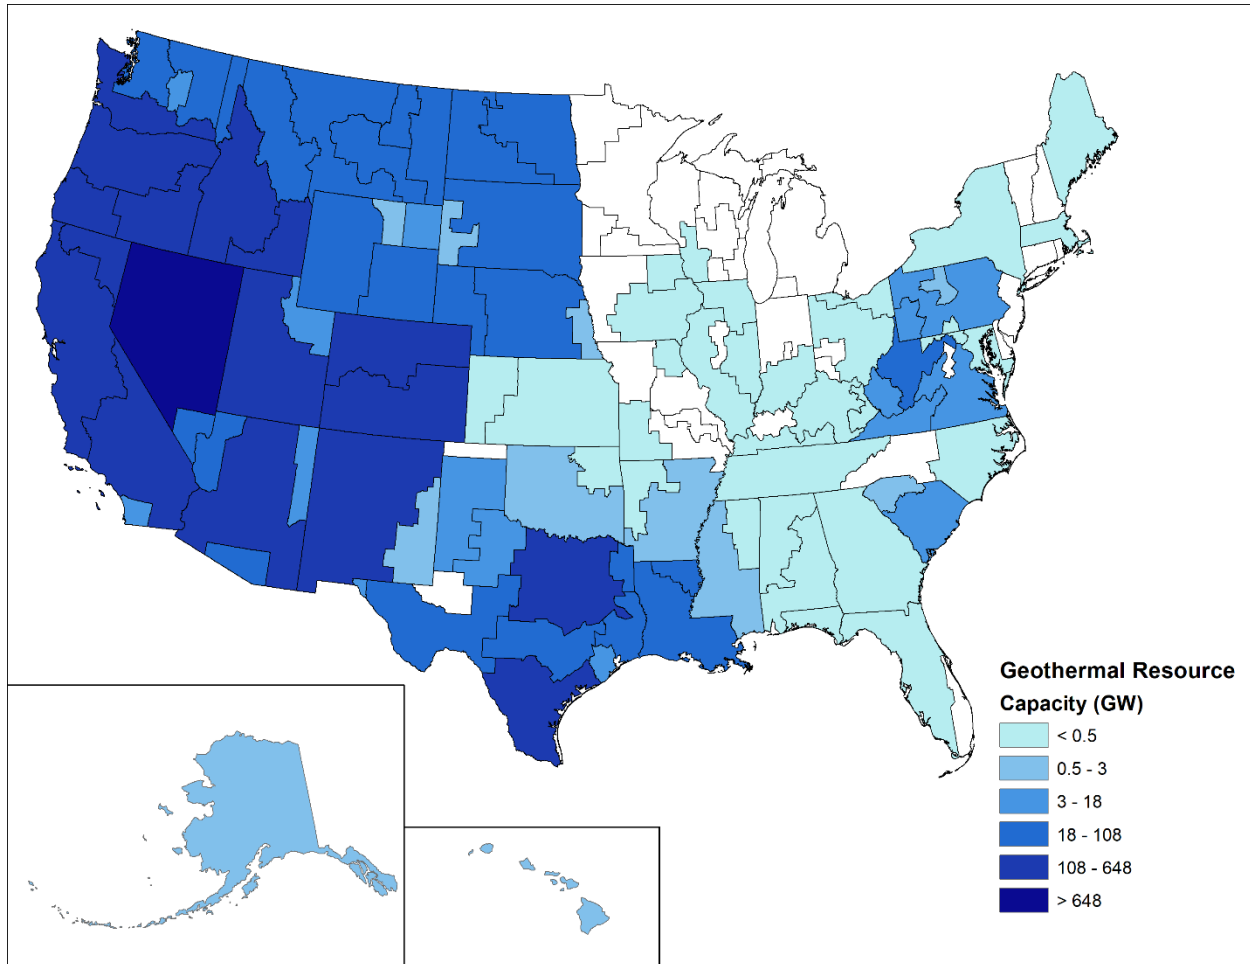 Geothermal Resource
Capacity (GW)
< 0.5
0.5 - 3
3 - 18
18 - 108
108 - 648
> 648